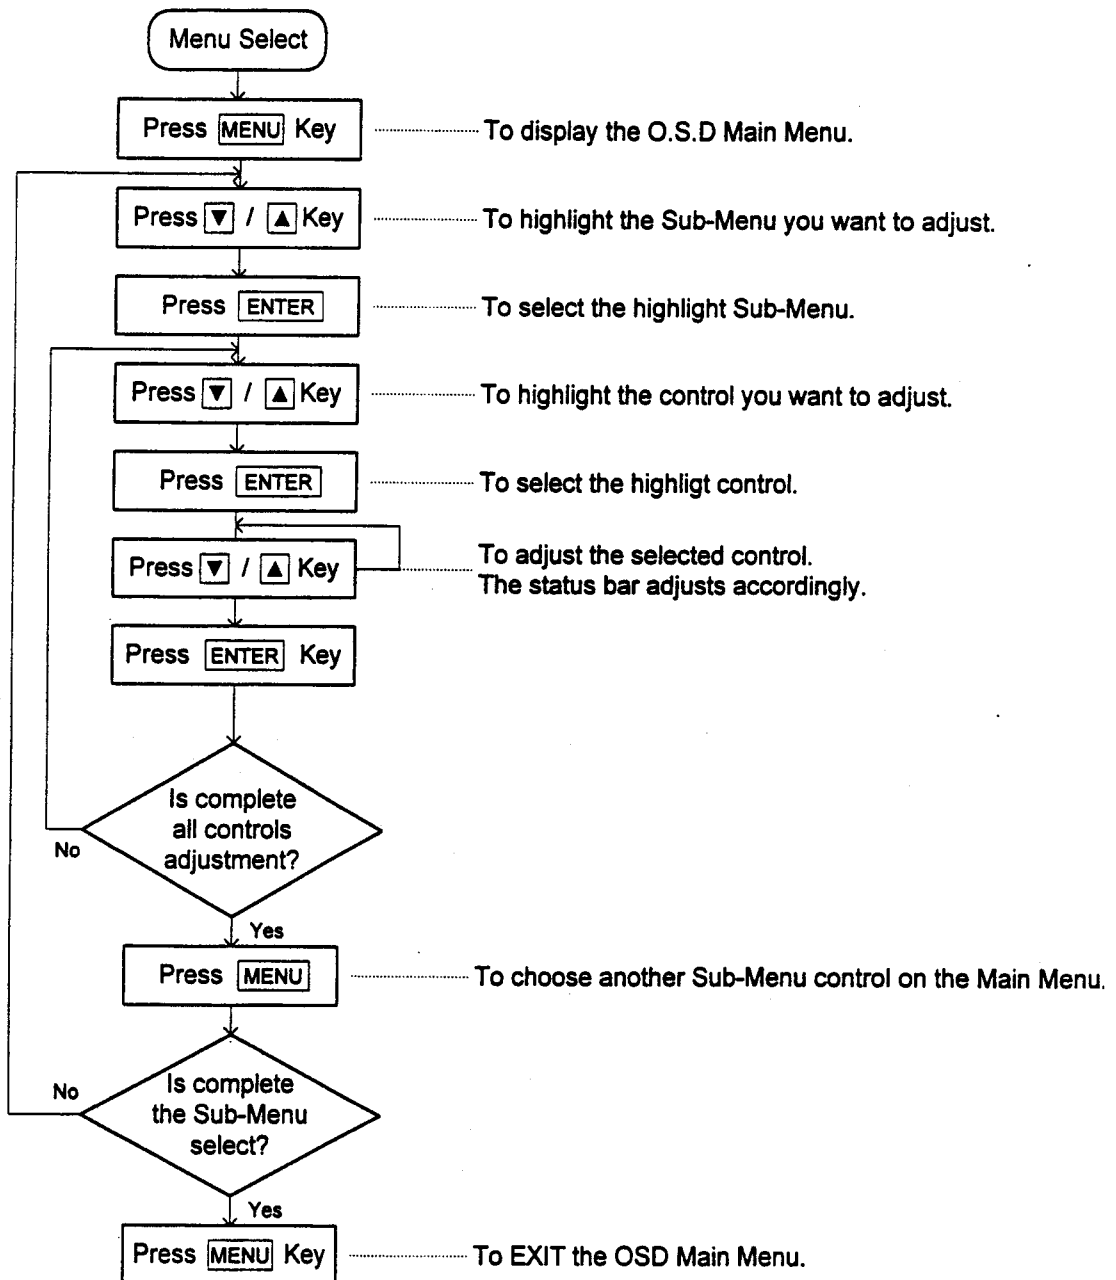 Menu Select
Press MENU Key
To display the O.S.D Main Menu.
Press ▼ / ▲ Key
To highlight the Sub-Menu you want to adjust.
Press ENTER
To select the highlight Sub-Menu.
Press ▼ / ▲ Key
To highlight the control you want to adjust.
Press ENTER
To select the highligt control.
Press ▼ / ▲ Key
To adjust the selected control.
The status bar adjusts accordingly.
Press ENTER Key
Is complete
all controls
adjustment?
No
Yes
Press MENU
To choose another Sub-Menu control on the Main Menu.
No
Is complete
the Sub-Menu
select?
Yes
Press MENU Key
To EXIT the OSD Main Menu.